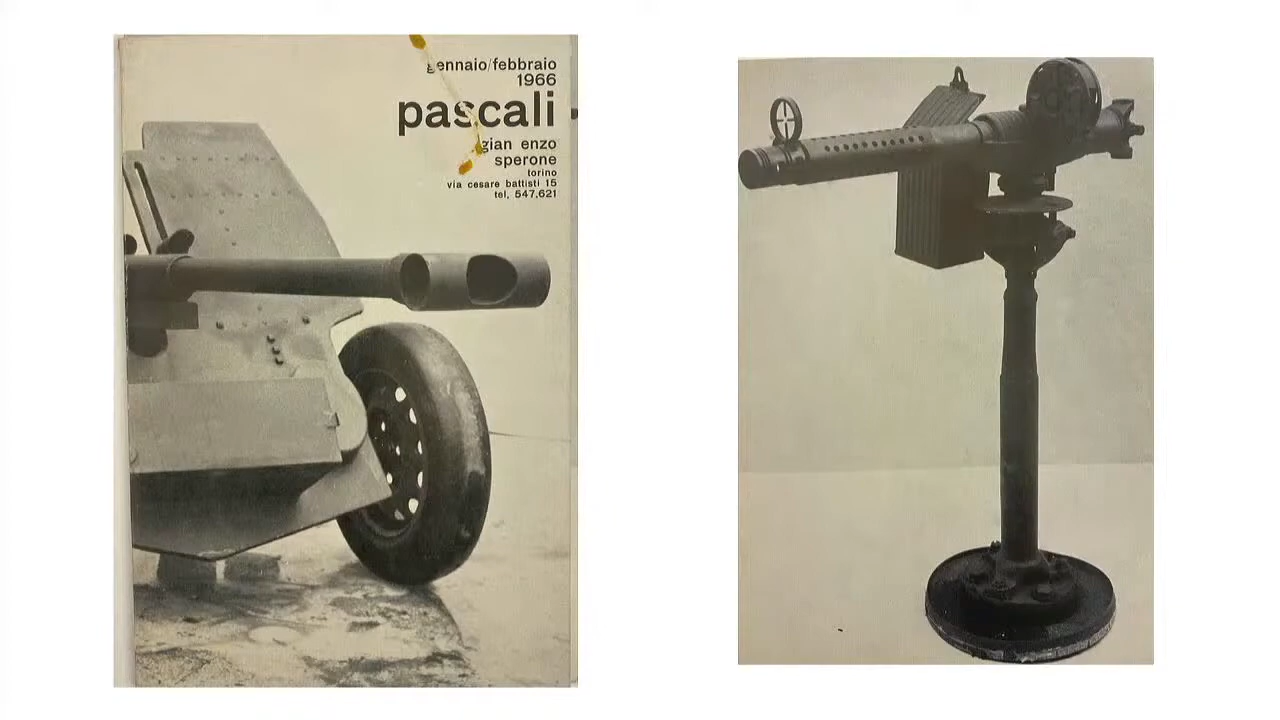 gennaio/febbraio
1966
pascali
gian enzo
sperone
torino
via cesare battisti 15
tel. 547.621